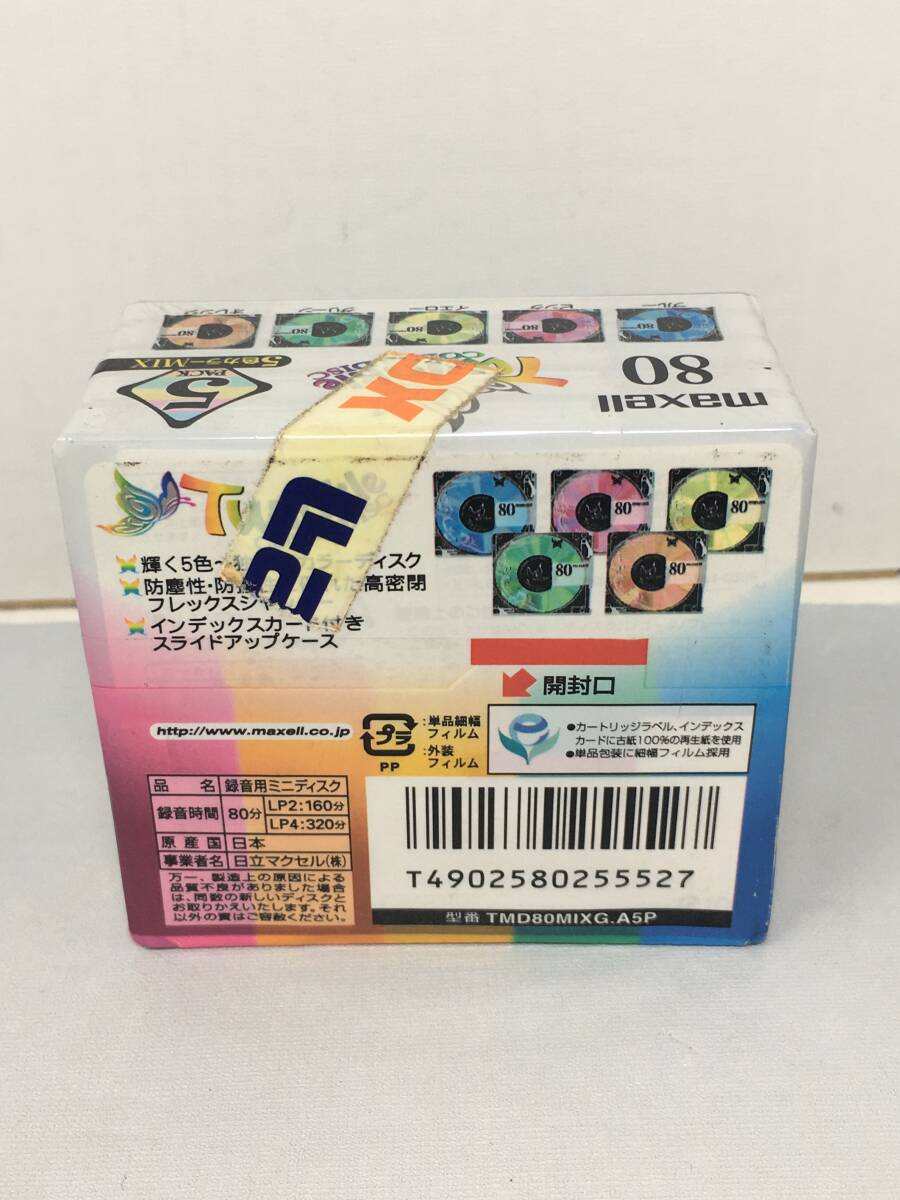 オレンジ
グリーン
イエロー
ピンク
ブルー
5
PACK
5色カラーMIX
80
maxell
DISC
DX
EL
80
80
80
80
80
輝く5色
ラーディスク
防塵性・防
高密閉
フレックスシャ
インデックスカード付き
スライドアップケース
開封口
http://www.maxell.co.jp
プラ
PP
:単品細幅
フィルム
:外装
フィルム
●カートリッジラベル、インデックス
カードに古紙100%の再生紙を使用
●単品包装に細幅フィルム採用
品 名 録音用ミニディスク
録音時間 80分 LP2:160分
LP4:320分
原産国 日本
事業者名 日立マクセル(株)
万一、製造上の原因による
品質不良がありました場合
は、同数の新しいディスクと
お取りかえいたします。それ
以外の責はご容赦ください。
T4902580255527
型番 TMD80MIXG.A5P